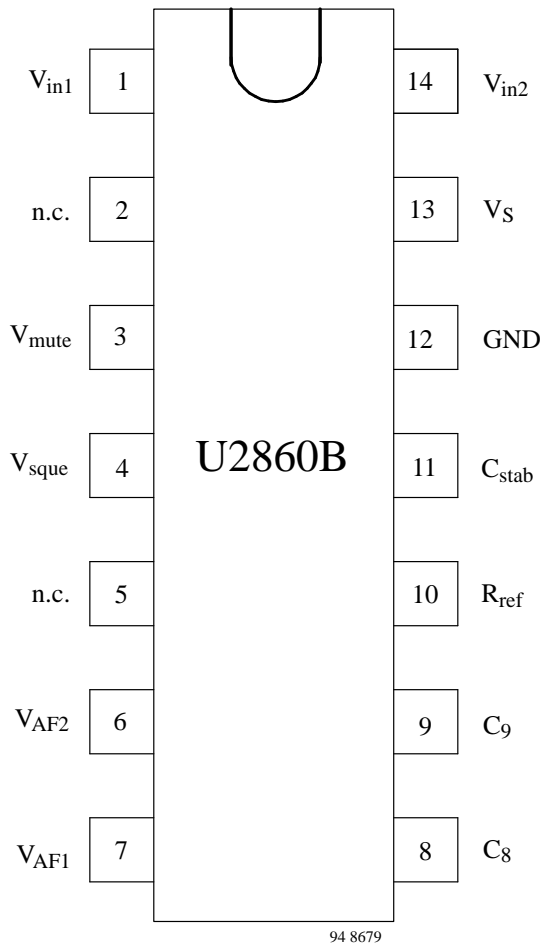 V_in1 1 14 V_in2
n.c. 2 13 V_S
V_mute 3 12 GND
U2860B
V_sque 4 11 C_stab
n.c. 5 10 R_ref
V_AF2 6 9 C_9
V_AF1 7 8 C_8
94 8679